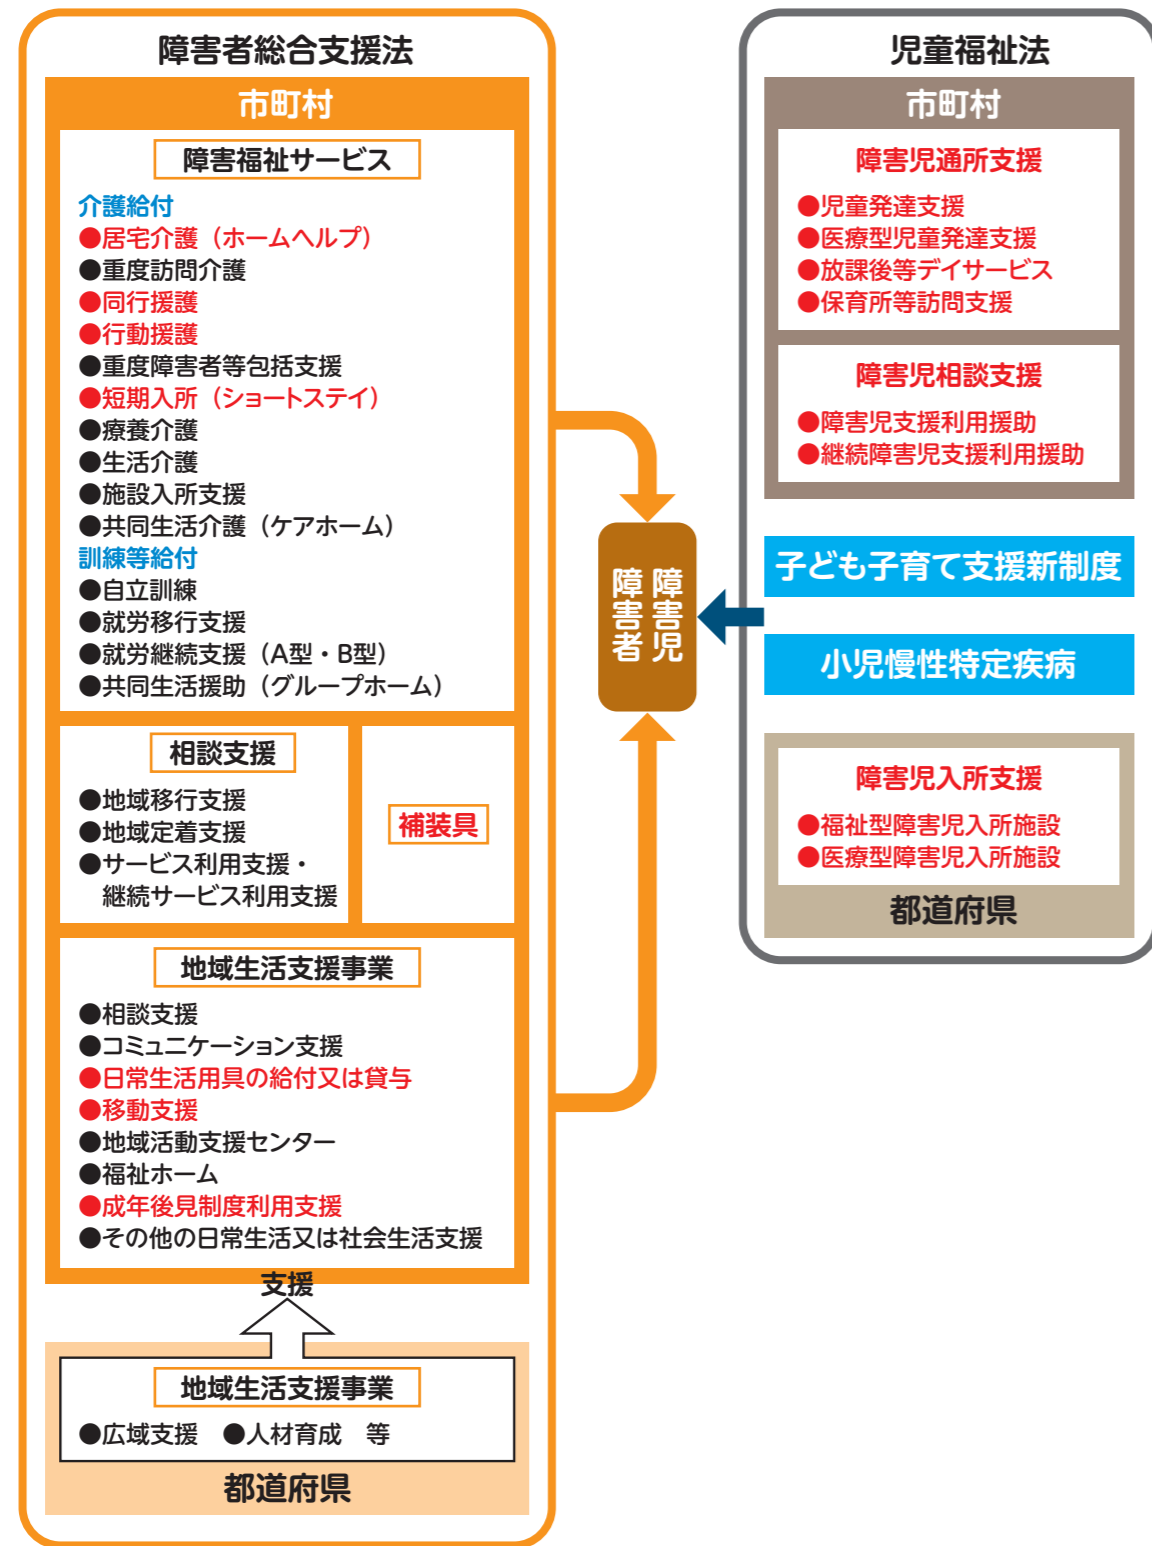 障害者総合支援法
市町村
障害福祉サービス
介護給付
●居宅介護（ホームヘルプ）
●重度訪問介護
●同行援護
●行動援護
●重度障害者等包括支援
●短期入所（ショートステイ）
●療養介護
●生活介護
●施設入所支援
●共同生活介護（ケアホーム）
訓練等給付
●自立訓練
●就労移行支援
●就労継続支援（A型・B型）
●共同生活援助（グループホーム）
相談支援
●地域移行支援
●地域定着支援
●サービス利用支援・
継続サービス利用支援
補装具
地域生活支援事業
●相談支援
●コミュニケーション支援
●日常生活用具の給付又は貸与
●移動支援
●地域活動支援センター
●福祉ホーム
●成年後見制度利用支援
●その他の日常生活又は社会生活支援
支援
地域生活支援事業
●広域支援　●人材育成　等
都道府県
障害児
障害者
児童福祉法
市町村
障害児通所支援
●児童発達支援
●医療型児童発達支援
●放課後等デイサービス
●保育所等訪問支援
障害児相談支援
●障害児支援利用援助
●継続障害児支援利用援助
子ども子育て支援新制度
小児慢性特定疾病
障害児入所支援
●福祉型障害児入所施設
●医療型障害児入所施設
都道府県